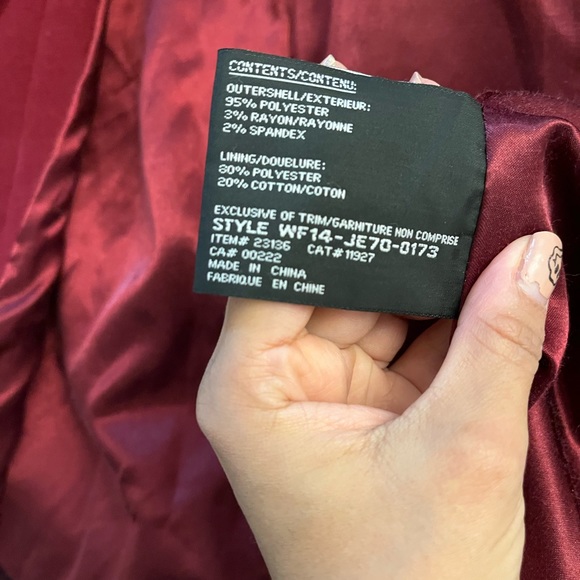 CONTENTS/CONTENU:
OUTERSHELL/EXTERIEUR:
95% POLYESTER
3% RAYON/RAYONNE
2% SPANDEX
LINING/DOUBLURE:
80% POLYESTER
20% COTTON/COTON
EXCLUSIVE OF TRIM/GARNITURE NON COMPRISE
STYLE WF14-JE70-0173
ITEM# 23136 CAT#11927
CA# 00222
MADE IN CHINA
FABRIQUE EN CHINE